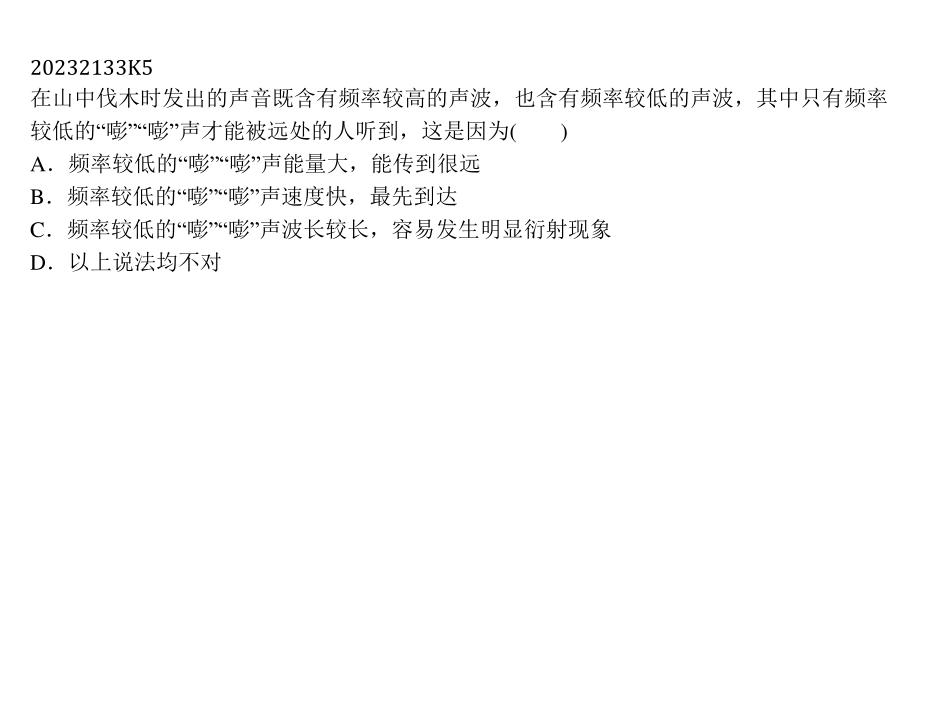 20232133K5
在山中伐木时发出的声音既含有频率较高的声波，也含有频率较低的声波，其中只有频率
较低的“嘭”“嘭”声才能被远处的人听到，这是因为(　　)
A．频率较低的“嘭”“嘭”声能量大，能传到很远
B．频率较低的“嘭”“嘭”声速度快，最先到达
C．频率较低的“嘭”“嘭”声波长较长，容易发生明显衍射现象
D．以上说法均不对